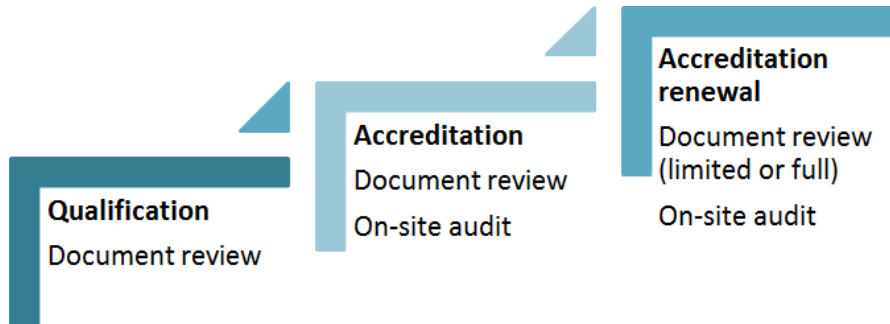 Qualification
Document review
Accreditation
Document review
On-site audit
Accreditation
renewal
Document review
(limited or full)
On-site audit